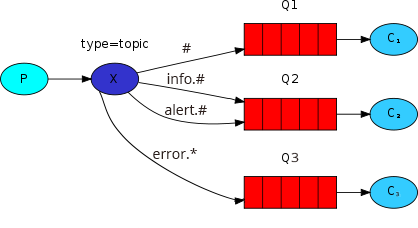 Q1
type=topic
#
C₁
P
X
info.#
Q2
alert.#
C₂
error.*
Q3
C₃